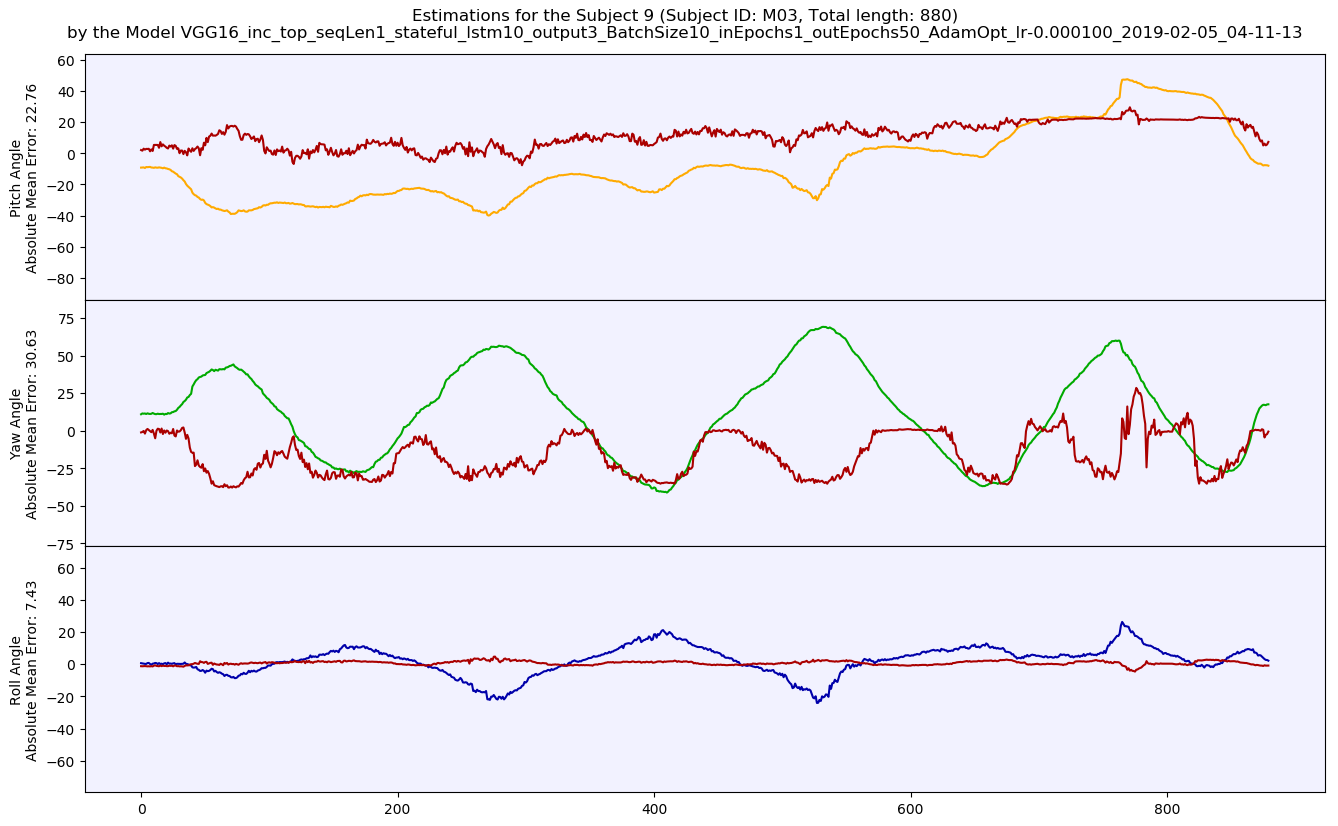 Estimations for the Subject 9 (Subject ID: M03, Total length: 880)
by the Model VGG16_inc_top_seqLen1_stateful_lstm10_output3_BatchSize10_inEpochs1_outEpochs50_AdamOpt_lr-0.000100_2019-02-05_04-11-13
Pitch Angle
Absolute Mean Error: 22.76
60
40
20
0
−20
−40
−60
−80
Yaw Angle
Absolute Mean Error: 30.63
75
50
25
0
−25
−50
−75
Roll Angle
Absolute Mean Error: 7.43
60
40
20
0
−20
−40
−60
0 200 400 600 800